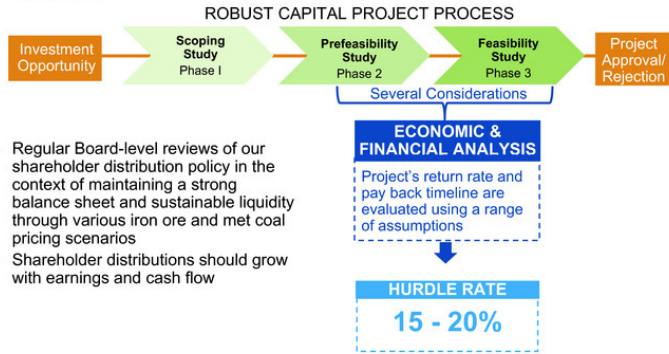 ROBUST CAPITAL PROJECT PROCESS
Investment
Opportunity
Scoping
Study
Phase I
Prefeasibility
Study
Phase 2
Feasibility
Study
Phase 3
Project
Approval/
Rejection
Several Considerations
ECONOMIC &
FINANCIAL ANALYSIS
Project's return rate and
pay back timeline are
evaluated using a range
of assumptions
HURDLE RATE
15 - 20%
Regular Board-level reviews of our
shareholder distribution policy in the
context of maintaining a strong
balance sheet and sustainable liquidity
through various iron ore and met coal
pricing scenarios
Shareholder distributions should grow
with earnings and cash flow